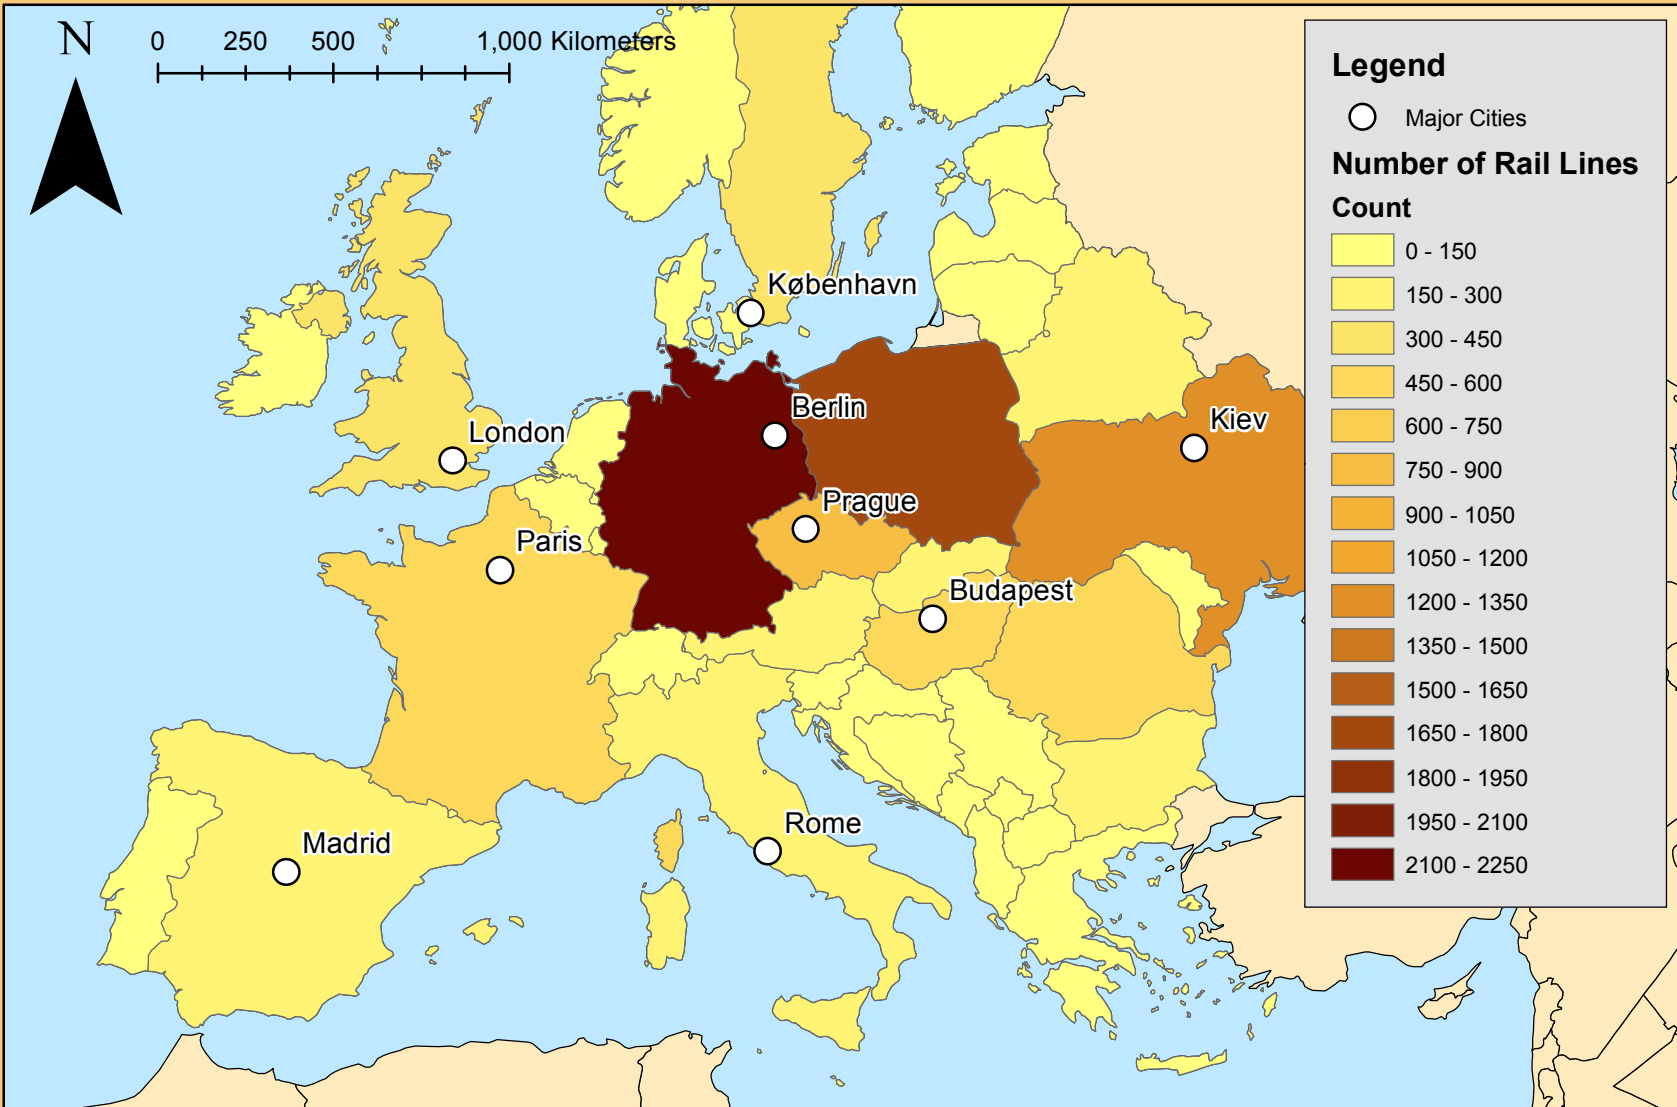 N
0 250 500 1,000 Kilometers
København
Berlin
London
Kiev
Prague
Paris
Budapest
Rome
Madrid
Legend
Major Cities
Number of Rail Lines
Count
0 - 150
150 - 300
300 - 450
450 - 600
600 - 750
750 - 900
900 - 1050
1050 - 1200
1200 - 1350
1350 - 1500
1500 - 1650
1650 - 1800
1800 - 1950
1950 - 2100
2100 - 2250